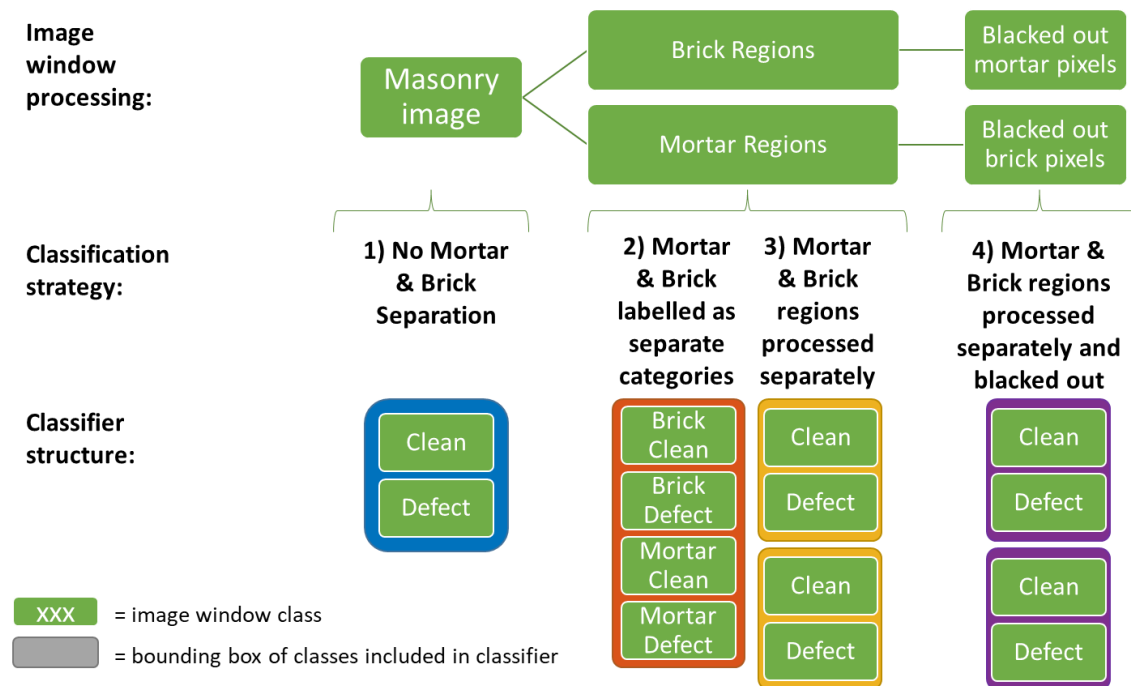 Image
window
processing:
Masonry
image
Brick Regions
Blacked out
mortar pixels
Mortar Regions
Blacked out
brick pixels
Classification
strategy:
1) No Mortar
& Brick
Separation
2) Mortar
& Brick
labelled as
separate
categories
3) Mortar
& Brick
regions
processed
separately
4) Mortar &
Brick regions
processed
separately and
blacked out
Classifier
structure:
Clean
Defect
Brick
Clean
Brick
Defect
Mortar
Clean
Mortar
Defect
Clean
Defect
Clean
Defect
Clean
Defect
Clean
Defect
XXX = image window class
= bounding box of classes included in classifier